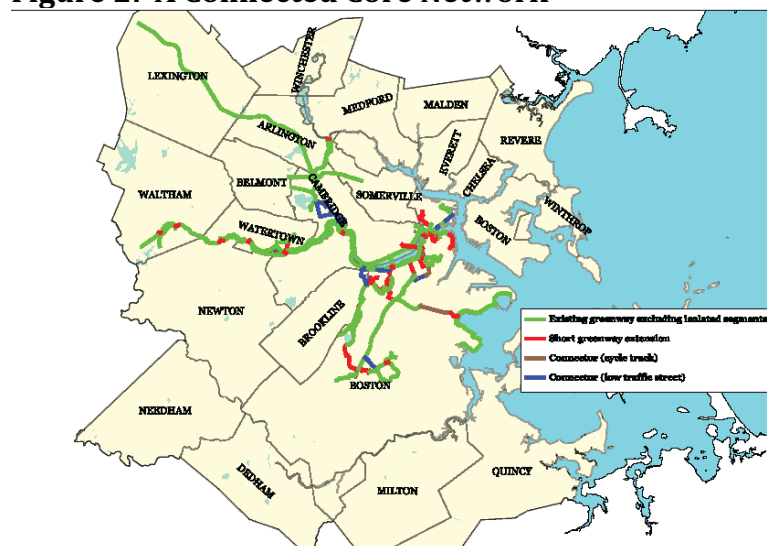 Figure 2: A Connected Core Network
WINCHESTER
LEXINGTON
MEDFORD
MALDEN
ARLINGTON
EVERETT
REVERE
CHELSEA
BELMONT
CAMBRIDGE
SOMERVILLE
WALTHAM
WINTHROP
WATERTOWN
BOSTON
NEWTON
BROOKLINE
Existing greenway excluding isolated segments
Short greenway extension
Connector (cycle track)
Connector (low traffic street)
BOSTON
NEEDHAM
DEDHAM
QUINCY
MILTON